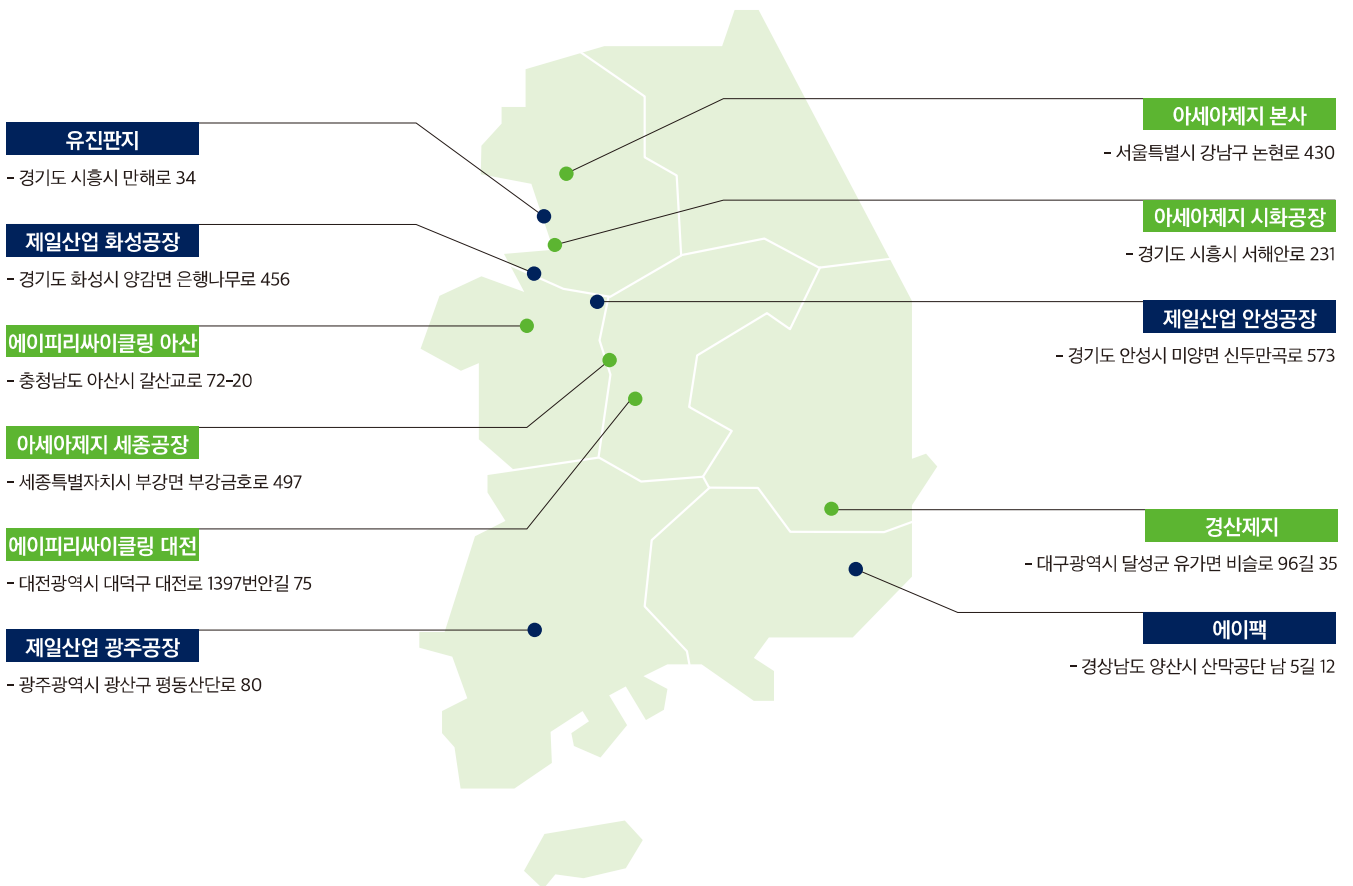 유진판지
- 경기도 시흥시 만해로 34
제일산업 화성공장
- 경기도 화성시 양감면 은행나무로 456
에이피리싸이클링 아산
- 충청남도 아산시 갈산교로 72-20
아세아제지 세종공장
- 세종특별자치시 부강면 부강금호로 497
에이피리싸이클링 대전
- 대전광역시 대덕구 대전로 1397번안길 75
제일산업 광주공장
- 광주광역시 광산구 평동산단로 80
아세아제지 본사
- 서울특별시 강남구 논현로 430
아세아제지 시화공장
- 경기도 시흥시 서해안로 231
제일산업 안성공장
- 경기도 안성시 미양면 신두만곡로 573
경산제지
- 대구광역시 달성군 유가면 비슬로 96길 35
에이팩
- 경상남도 양산시 산막공단 남 5길 12